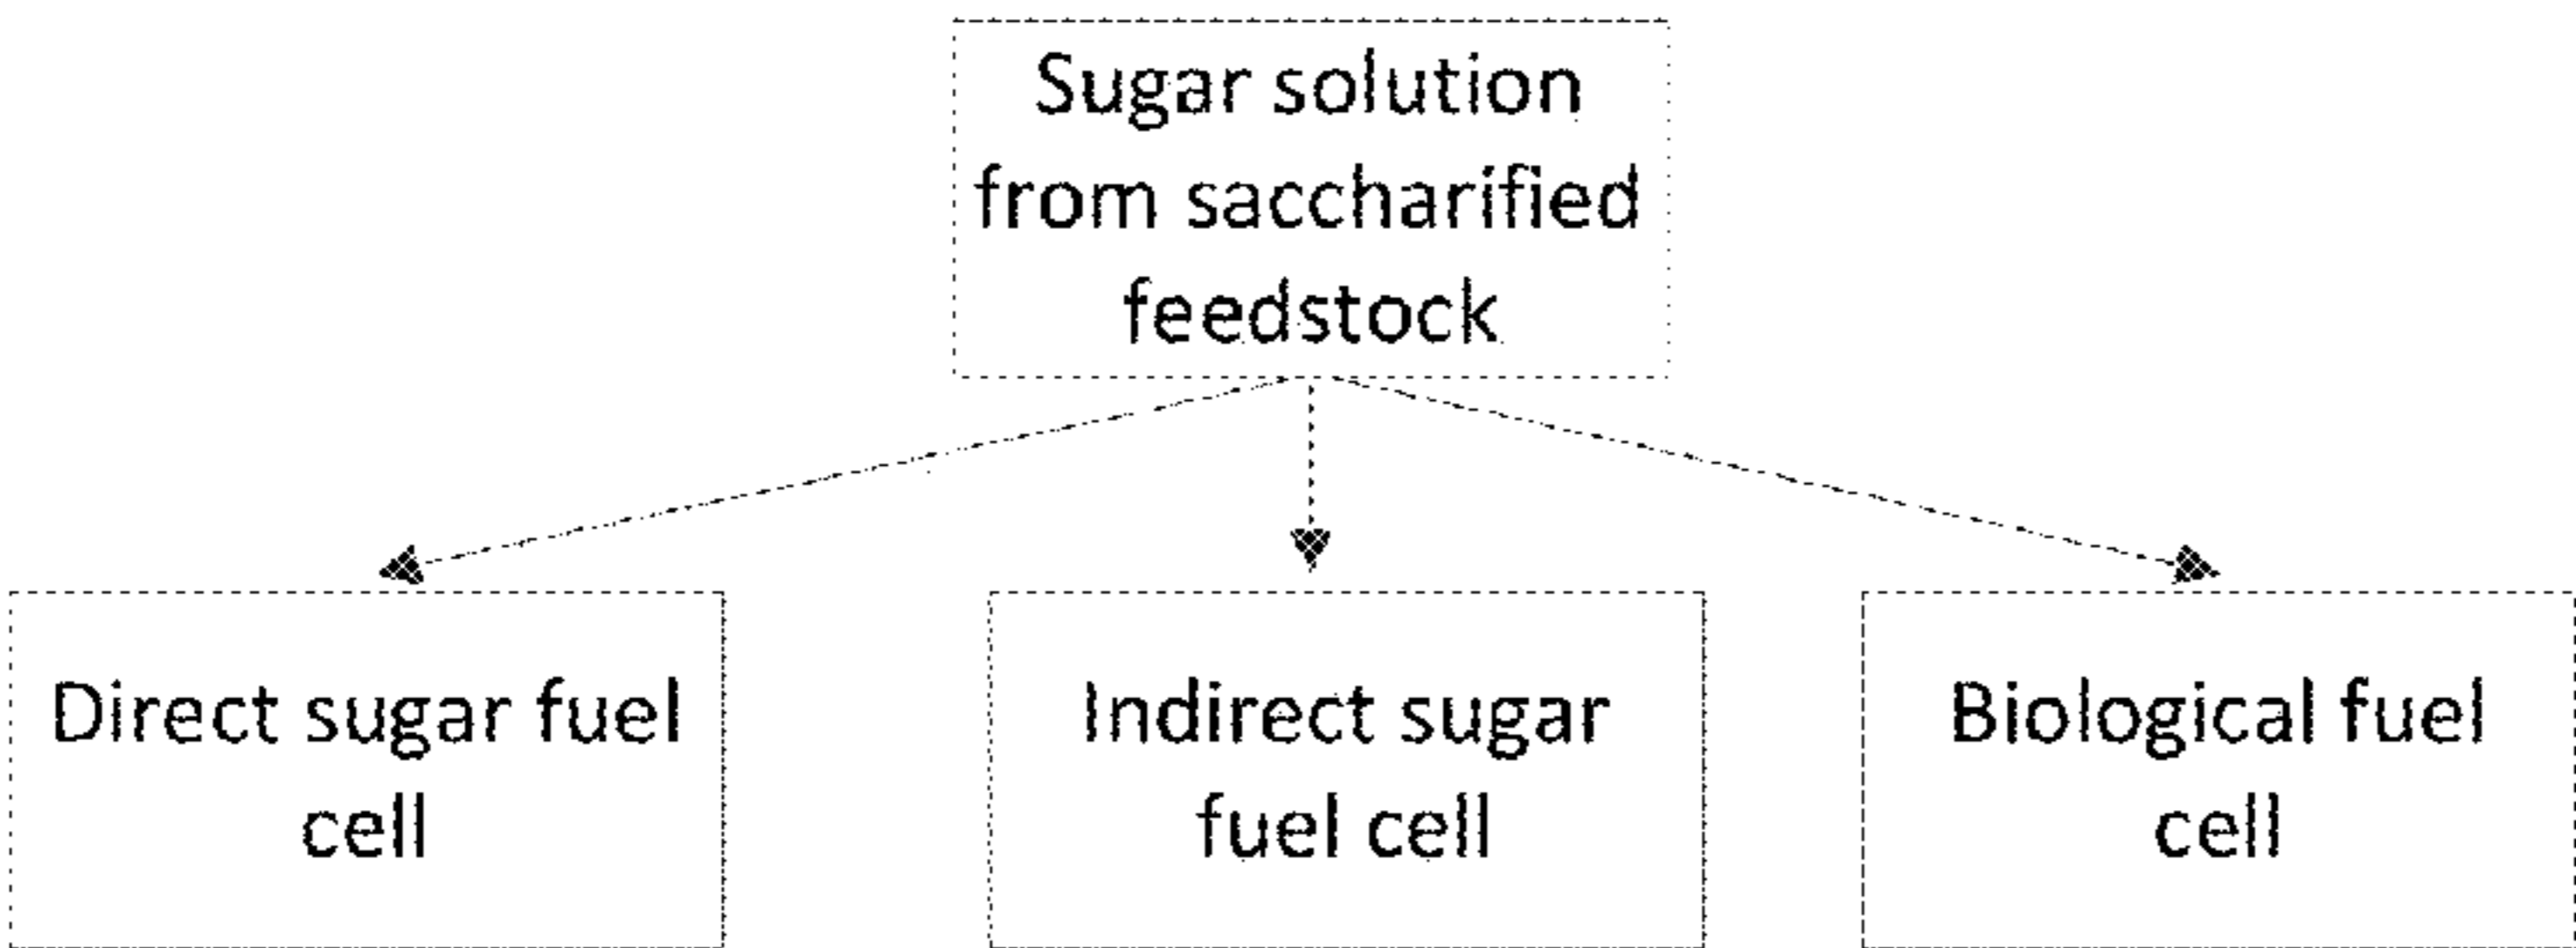 Sugar solution
from saccharified
feedstock
Direct sugar fuel
cell
Indirect sugar
fuel cell
Biological fuel
cell